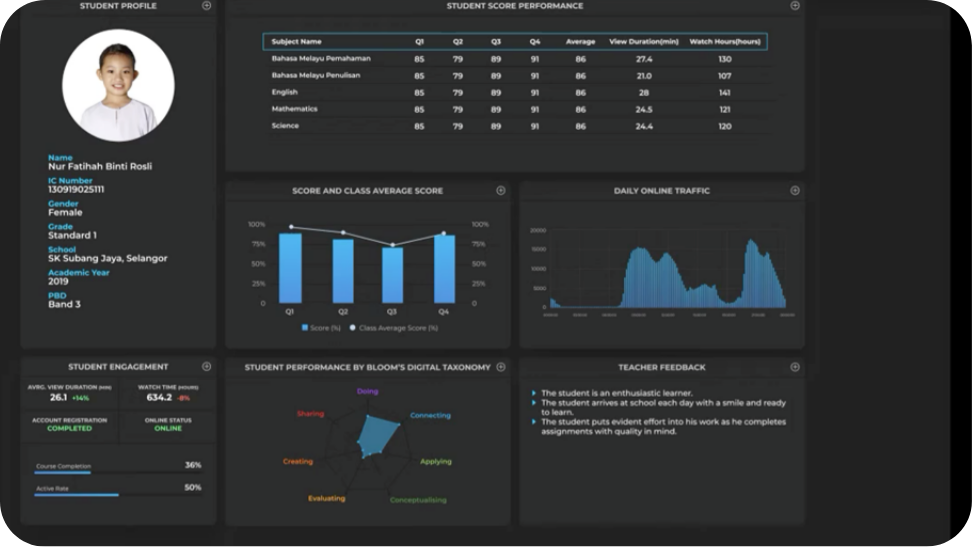 STUDENT PROFILE
Name
Nur Fatihah Binti Rosli
IC Number
130919025111
Gender
Female
Grade
Standard 1
School
SK Subang Jaya, Selangor
Academic Year
2019
PBD
Band 3
STUDENT SCORE PERFORMANCE
Subject Name Q1 Q2 Q3 Q4 Average View Duration(min) Watch Hours(hours)
Bahasa Melayu Pemahaman 85 79 89 91 86 27.4 130
Bahasa Melayu Penulisan 85 79 89 91 86 21.0 107
English 85 79 89 91 86 28 141
Mathematics 85 79 89 91 86 24.5 121
Science 85 79 89 91 86 24.4 120
SCORE AND CLASS AVERAGE SCORE
100% 100%
75% 75%
50% 50%
25% 25%
0 0
Q1 Q2 Q3 Q4
Score (%) Class Average Score (%)
DAILY ONLINE TRAFFIC
20000
15000
10000
5000
0
STUDENT ENGAGEMENT
AVRG. VIEW DURATION WATCH TIME (HOURS)
26.1 +14% 634.2 -8%
ACCOUNT REGISTRATION ONLINE STATUS
COMPLETED ONLINE
Course Completion 36%
Active Rate 50%
STUDENT PERFORMANCE BY BLOOM'S DIGITAL TAXONOMY
Doing
Sharing Connecting
Creating Applying
Evaluating Conceptualising
TEACHER FEEDBACK
The student is an enthusiastic learner.
The student arrives at school each day with a smile and ready
to learn.
The student puts evident effort into his work as he completes
assignments with quality in mind.